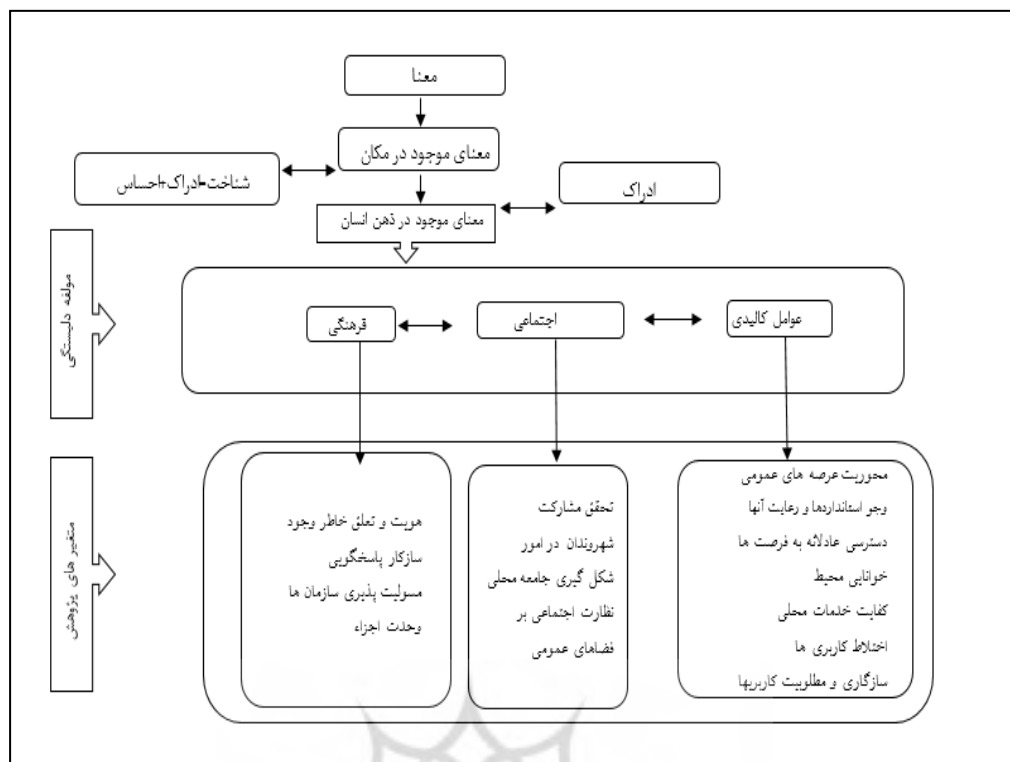 معنا
معنای موجود در مکان
شناخت=ادراک+احساس
ادراک
معنای موجود در ذهن انسان
مولفه دلبستگی
عوامل کالبدی
اجتماعی
فرهنگی
متغیر های پژوهش
محوریت عرصه های عمومی
وجو استانداردها و رعایت آنها
دسترسی عادلانه به فرصت ها
خوانایی محیط
کفایت خدمات محلی
اختلاط کاربری ها
سازگاری و مطلوبیت کاربریها
تحقق مشارکت
شهروندان در امور
شکل گیری جامعه محلی
نظارت اجتماعی بر
فضاهای عمومی
هویت و تعلق خاطر وجود
سازکار پاسخگویی
مسولیت پذیری سازمان ها
وحدت اجزاء